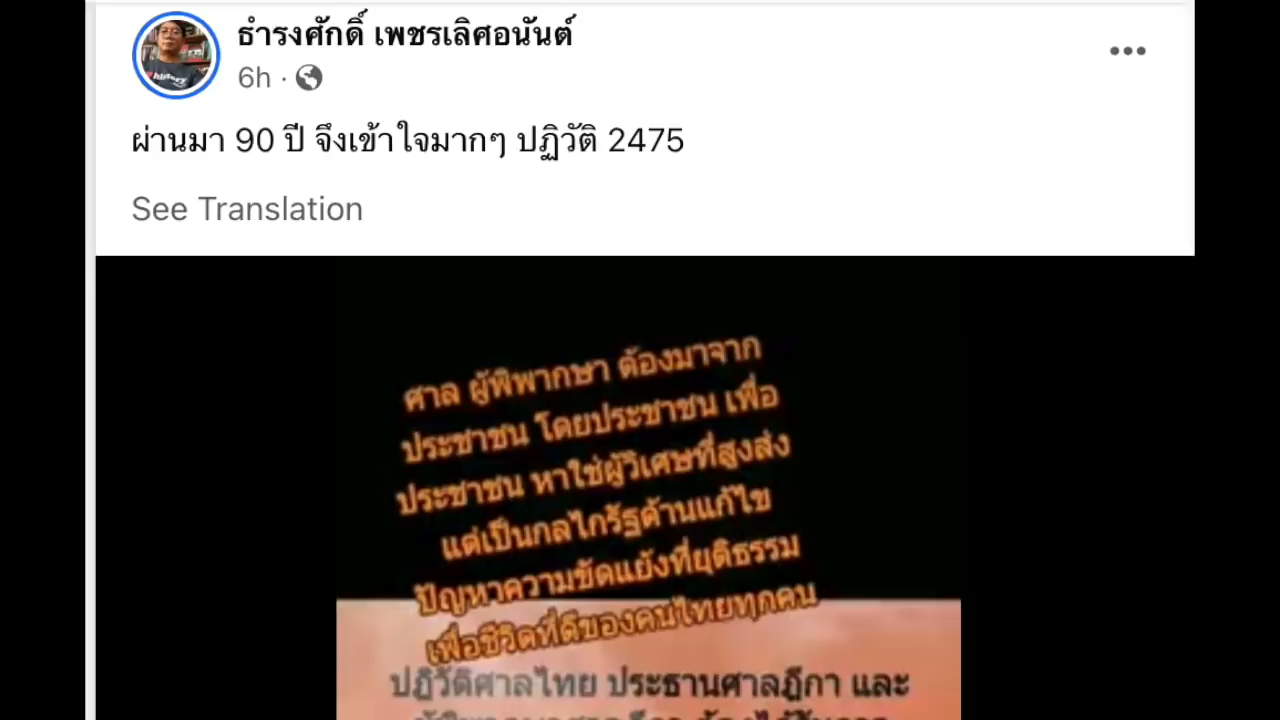 ธำรงศักดิ์ เพชรเลิศอนันต์
6h ·
ผ่านมา 90 ปี จึงเข้าใจมากๆ ปฏิวัติ 2475
See Translation
ศาล ผู้พิพากษา ต้องมาจาก
ประชาชน โดยประชาชน เพื่อ
ประชาชน หาใช่ผู้วิเศษที่สูงส่ง
แต่เป็นกลไกรัฐด้านแก้ไข
ปัญหาความขัดแย้งที่ยุติธรรม
เพื่อชีวิตที่ดีของคนไทยทุกคน
ปฏิวัติศาลไทย ประธานศาลฎีกา และ